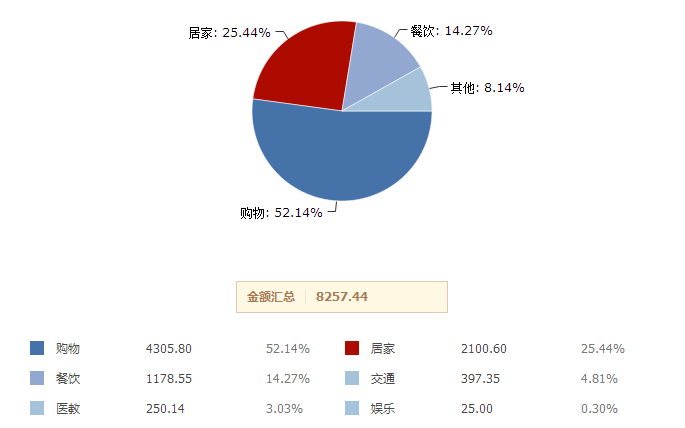 居家: 25.44%
餐饮: 14.27%
其他: 8.14%
购物: 52.14%
金额汇总 8257.44
购物 4305.80 52.14% 居家 2100.60 25.44%
餐饮 1178.55 14.27% 交通 397.35 4.81%
医教 250.14 3.03% 娱乐 25.00 0.30%